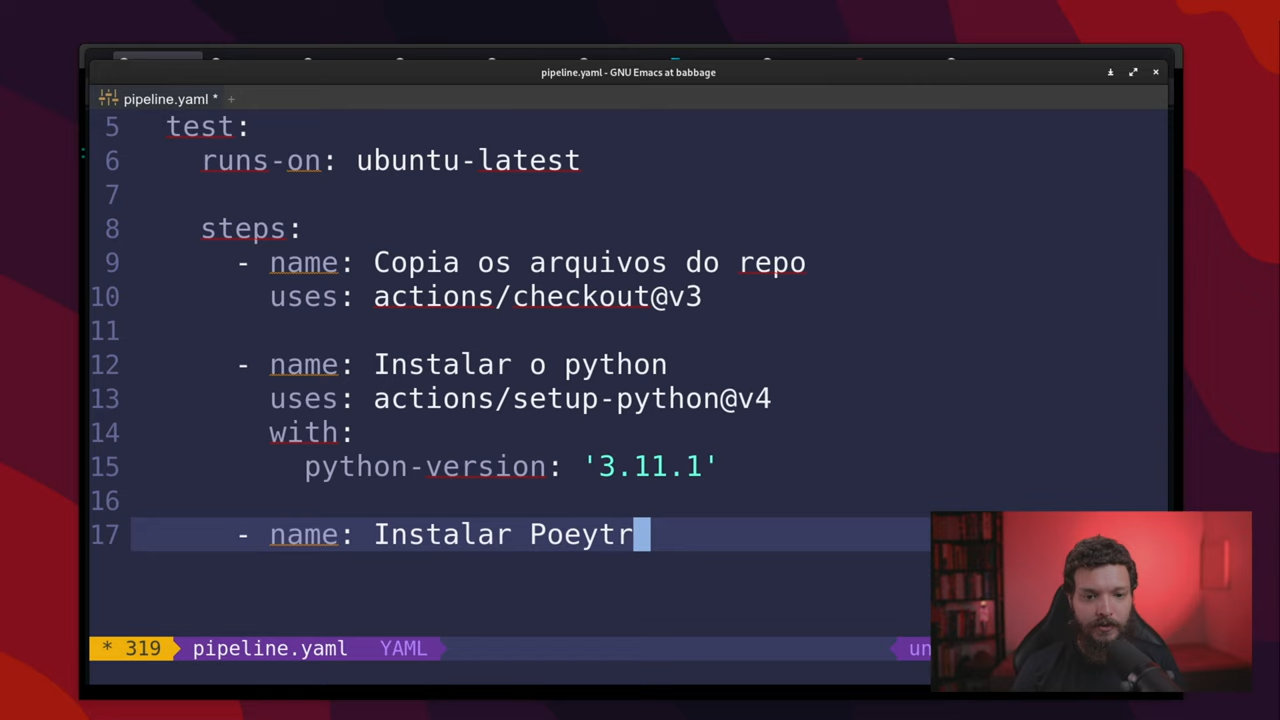 pipeline.yaml - GNU Emacs at babbage
pipeline.yaml * +
5 test:
6 runs-on: ubuntu-latest
7
8 steps:
9 - name: Copia os arquivos do repo
10 uses: actions/checkout@v3
11
12 - name: Instalar o python
13 uses: actions/setup-python@v4
14 with:
15 python-version: '3.11.1'
16
17 - name: Instalar Poeytr
* 319 pipeline.yaml YAML un